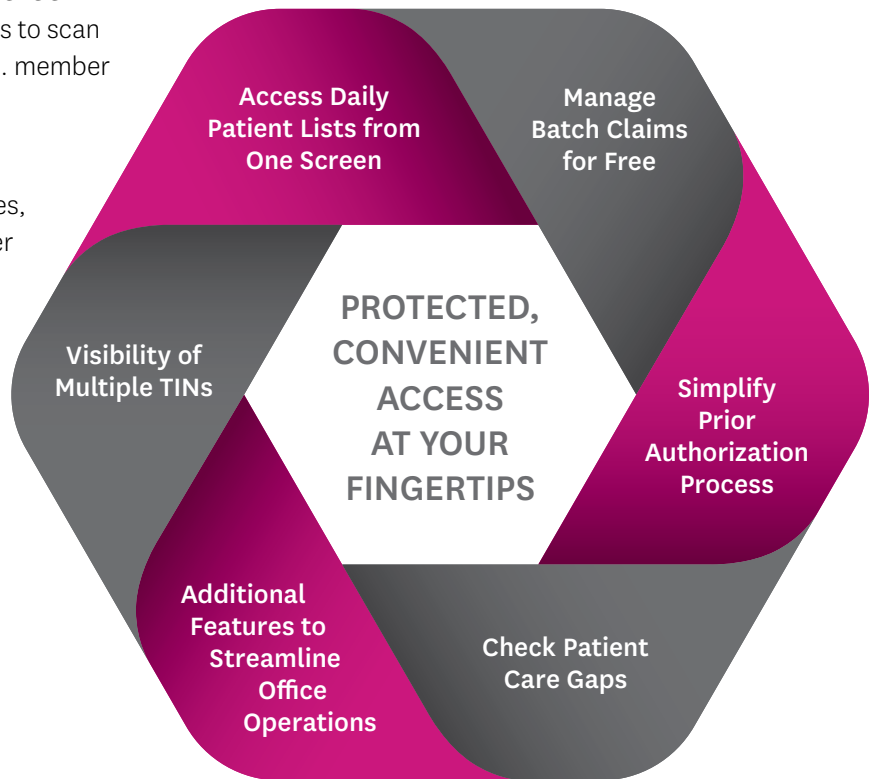 s to scan
. member
es,
er
Access Daily
Patient Lists from
One Screen
Manage
Batch Claims
for Free
Visibility of
Multiple TINs
PROTECTED,
CONVENIENT
ACCESS
AT YOUR
FINGERTIPS
Simplify
Prior
Authorization
Process
Additional
Features to
Streamline
Office
Operations
Check Patient
Care Gaps